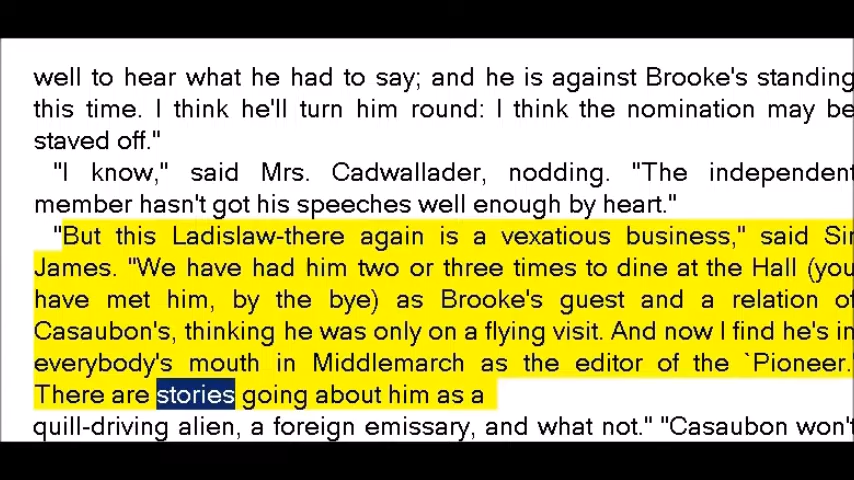 well to hear what he had to say; and he is against Brooke's standing
this time. I think he'll turn him round: I think the nomination may be
staved off."
"I know," said Mrs. Cadwallader, nodding. "The independent
member hasn't got his speeches well enough by heart."
"But this Ladislaw-there again is a vexatious business," said Sir
James. "We have had him two or three times to dine at the Hall (you
have met him, by the bye) as Brooke's guest and a relation of
Casaubon's, thinking he was only on a flying visit. And now I find he's in
everybody's mouth in Middlemarch as the editor of the `Pioneer.'
There are stories going about him as a
quill-driving alien, a foreign emissary, and what not." "Casaubon won't